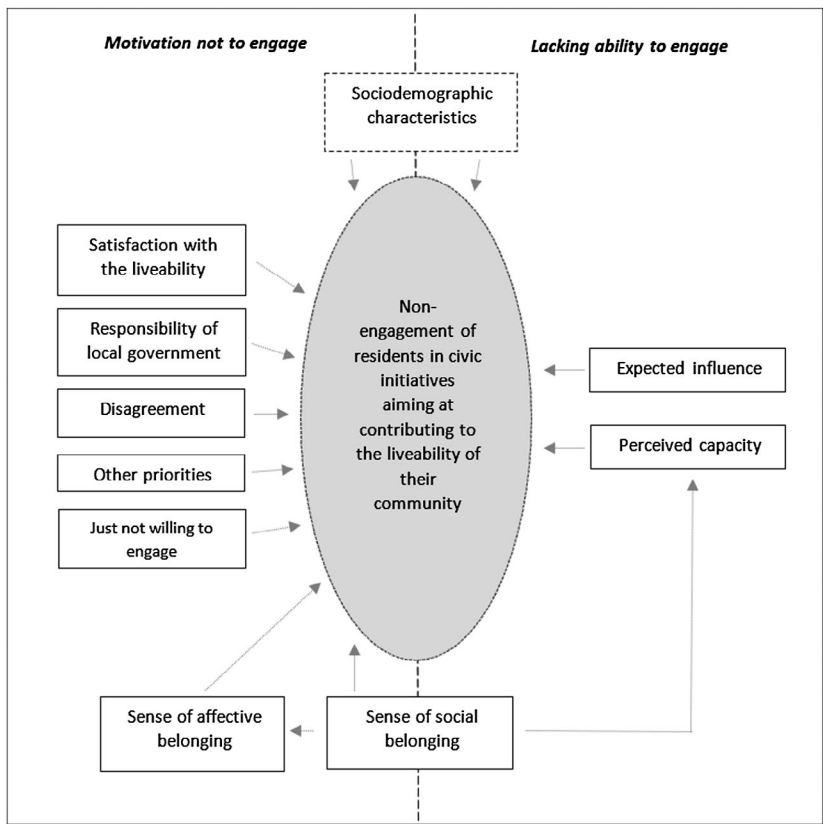 Motivation not to engage
Lacking ability to engage
Sociodemographic
characteristics
Satisfaction with
the liveability
Responsibility of
local government
Disagreement
Other priorities
Just not willing to
engage
Non-
engagement of
residents in civic
initiatives
aiming at
contributing to
the liveability of
their
community
Expected influence
Perceived capacity
Sense of affective
belonging
Sense of social
belonging